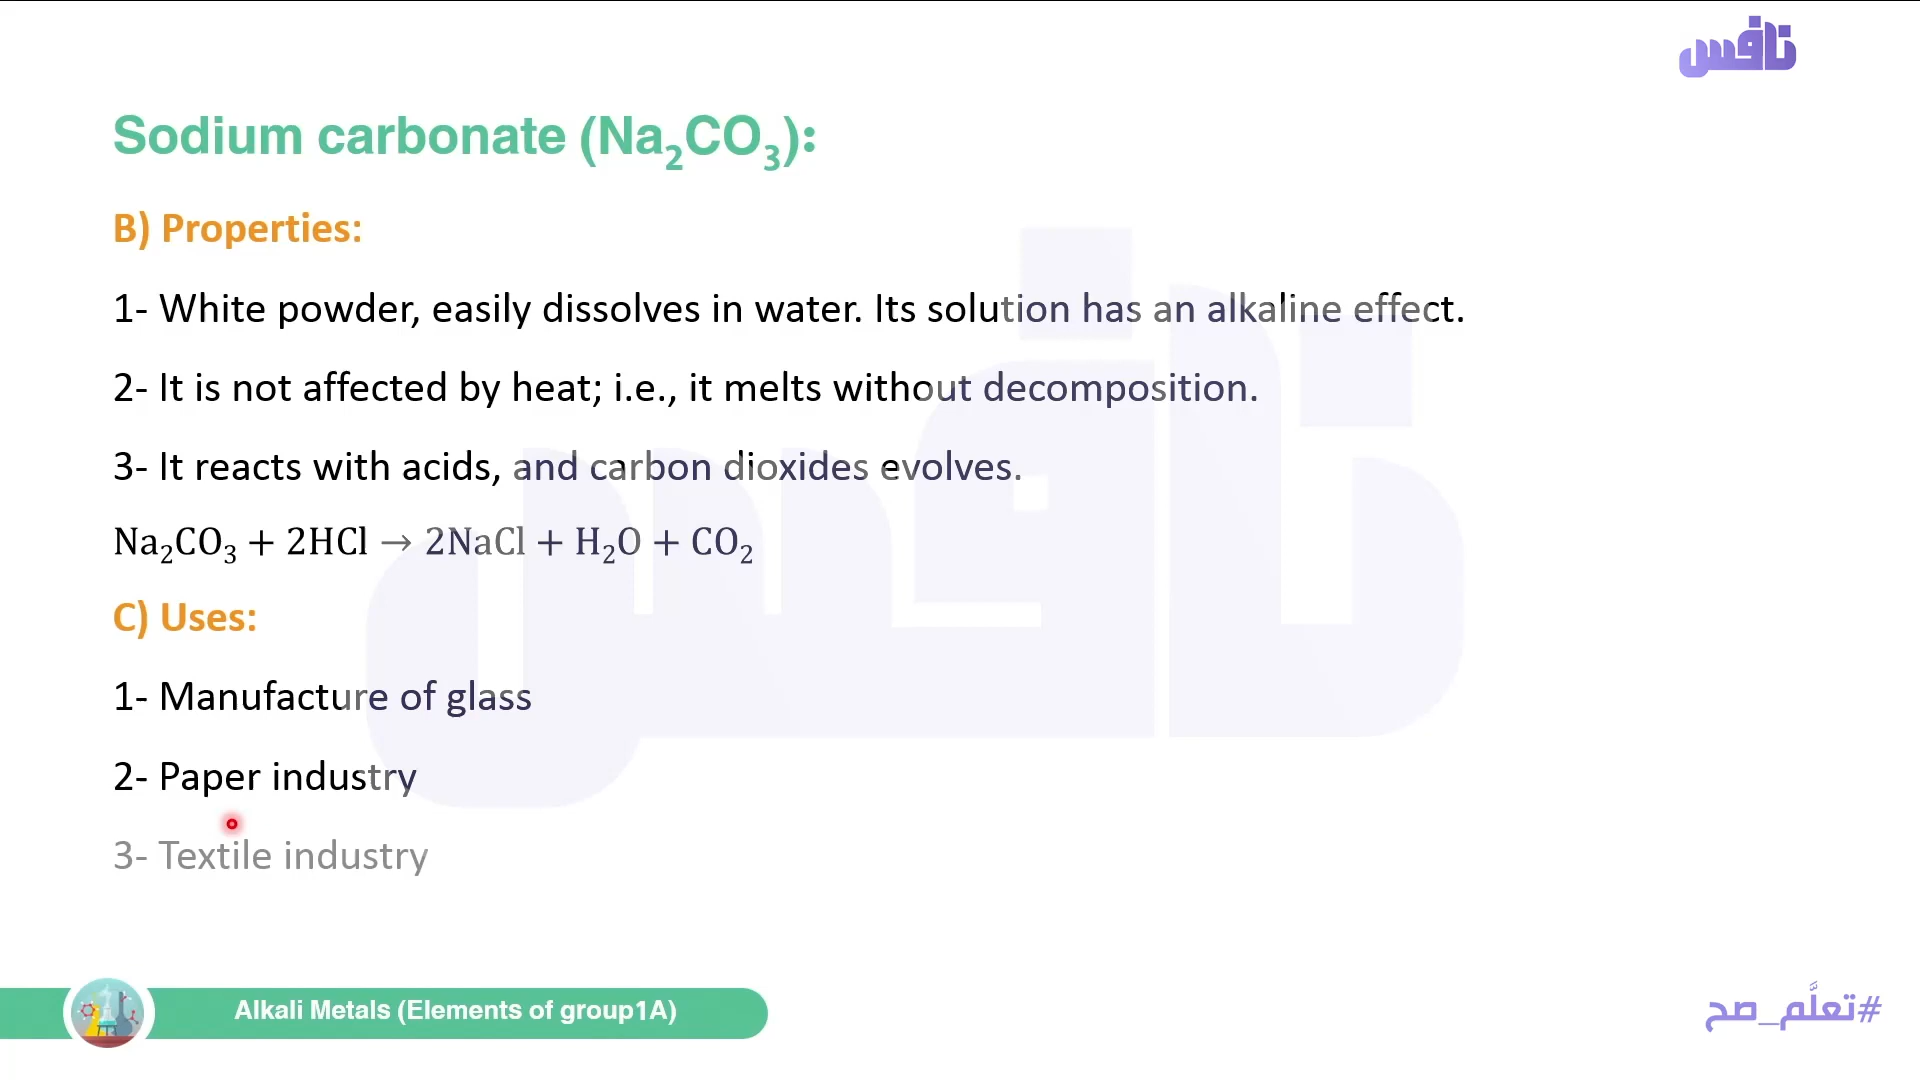 نافس
Sodium carbonate (Na₂CO₃):
B) Properties:
1- White powder, easily dissolves in water. Its solution has an alkaline effect.
2- It is not affected by heat; i.e., it melts without decomposition.
3- It reacts with acids, and carbon dioxides evolves.
Na₂CO₃ + 2HCl → 2NaCl + H₂O + CO₂
C) Uses:
1- Manufacture of glass
2- Paper industry
3- Textile industry
Alkali Metals (Elements of group1A)
#تعلَّم_صح